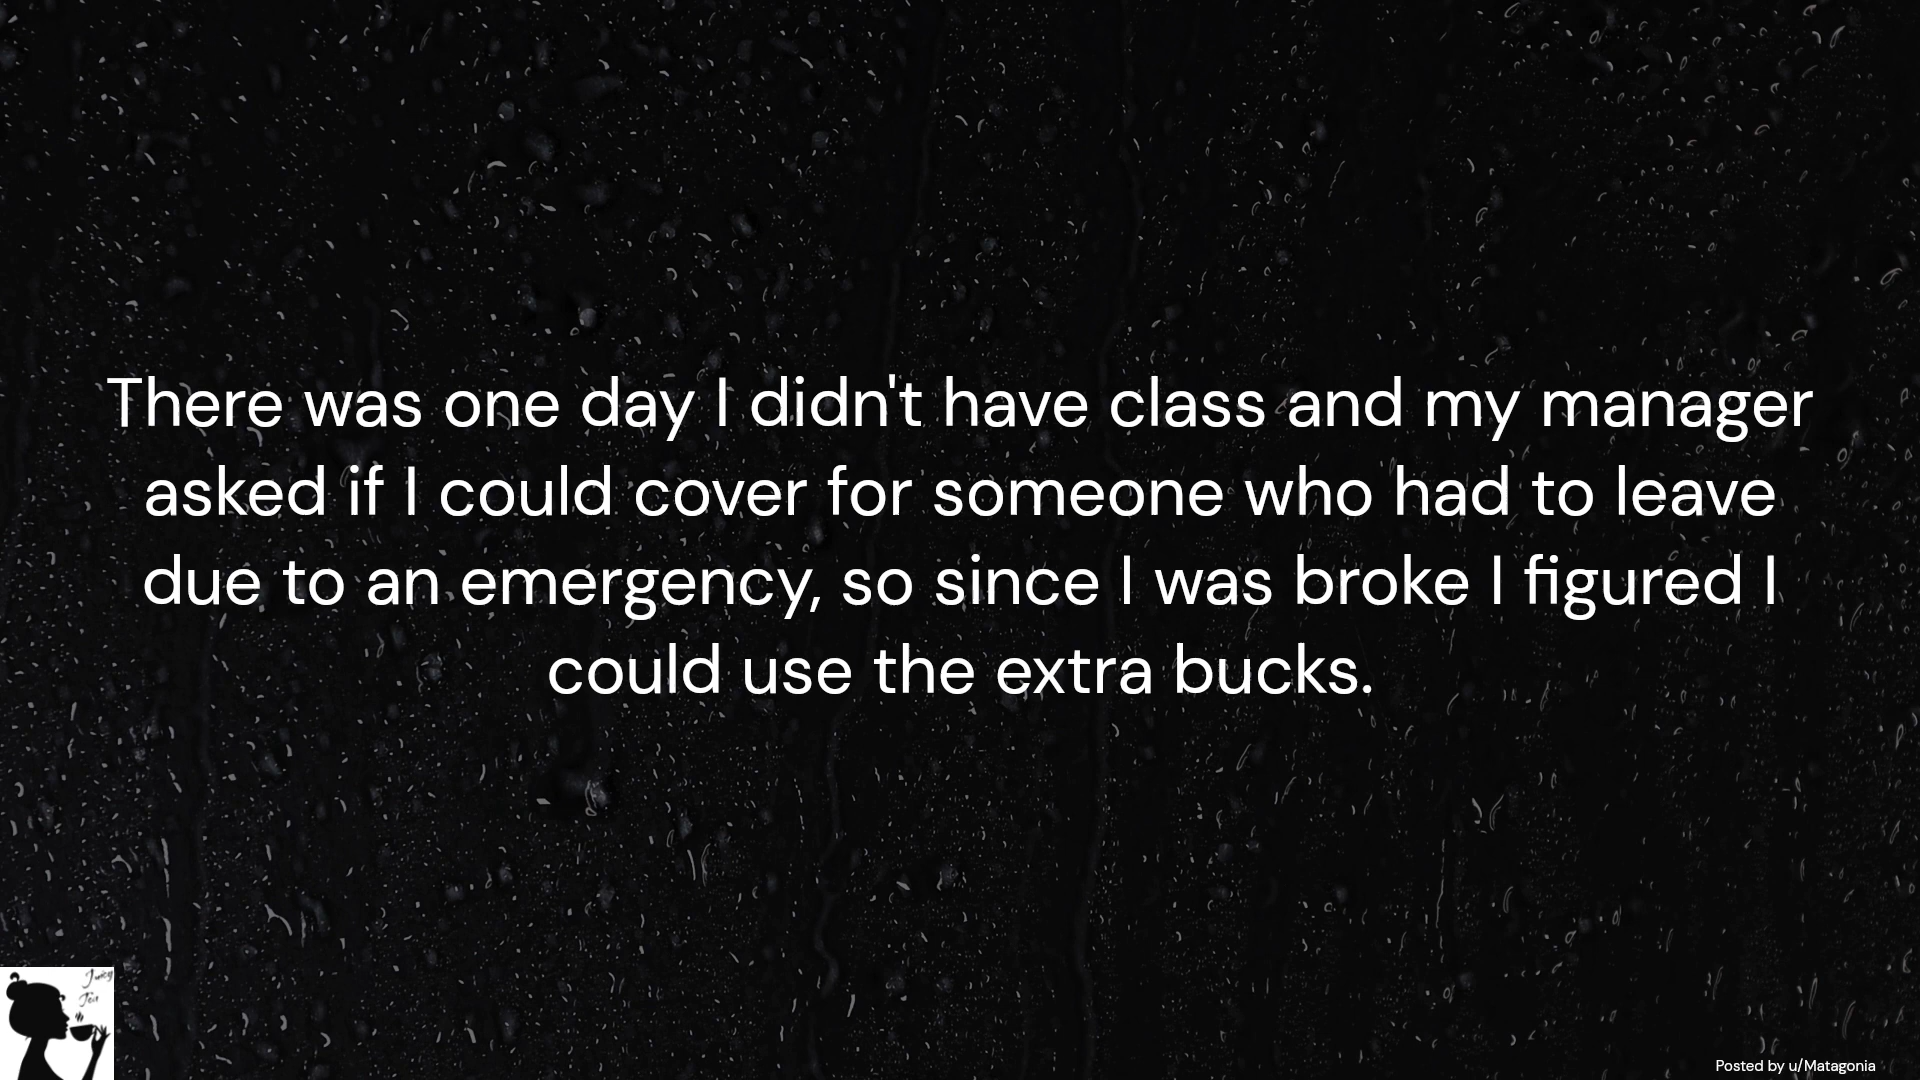 There was one day I didn't have class and my manager
asked if I could cover for someone who had to leave
due to an emergency, so since I was broke I figured I
could use the extra bucks.
Juicy
Posted by u/Matagonia